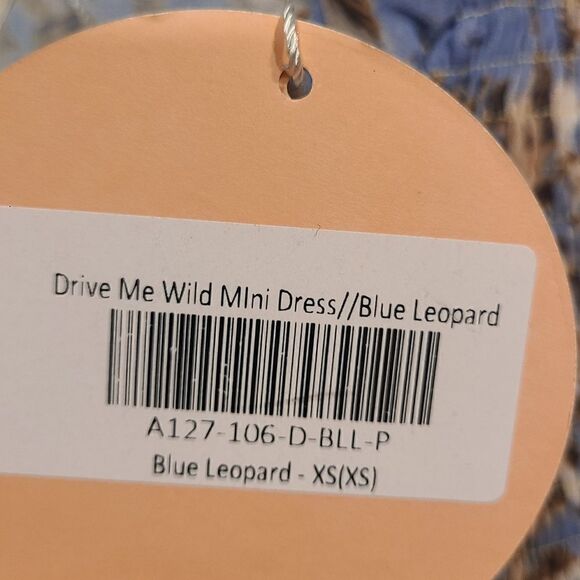 Drive Me Wild MIni Dress//Blue Leopard
A127-106-D-BLL-P
Blue Leopard - XS(XS)